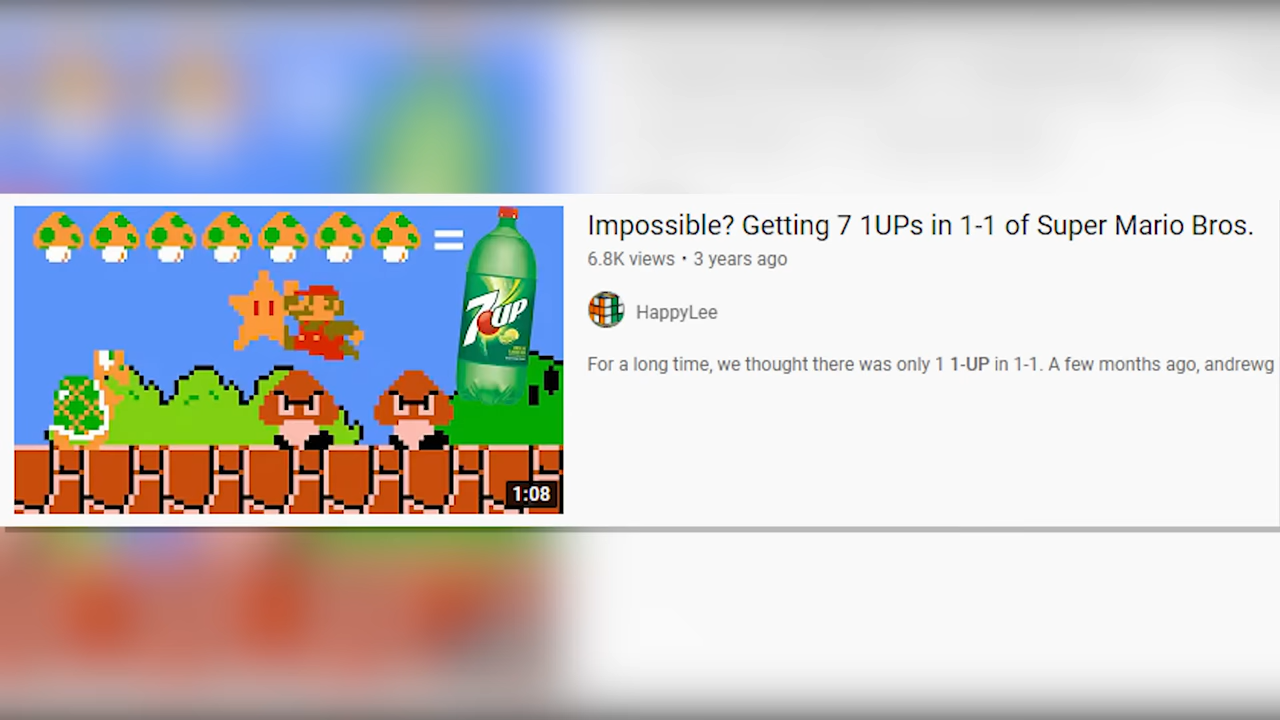 =
7UP
1:08
Impossible? Getting 7 1UPs in 1-1 of Super Mario Bros.
6.8K views • 3 years ago
HappyLee
For a long time, we thought there was only 1 1-UP in 1-1. A few months ago, andrewg